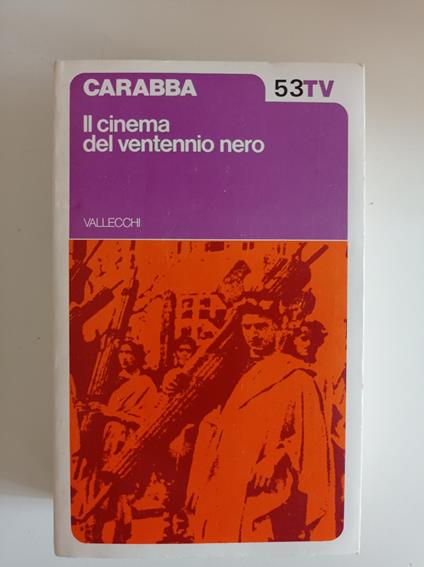 CARABBA
53TV
Il cinema
del ventennio nero
VALLECCHI